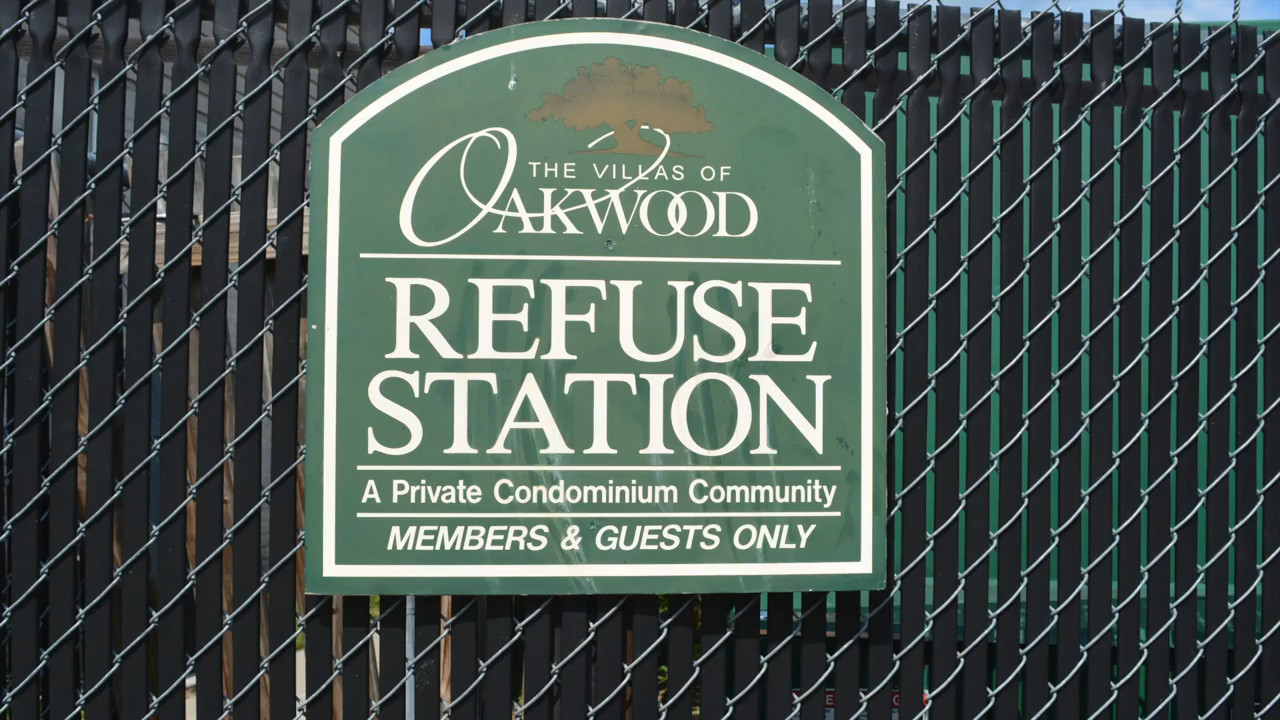 THE VILLAS OF
OAKWOOD
REFUSE
STATION
A Private Condominium Community
MEMBERS & GUESTS ONLY